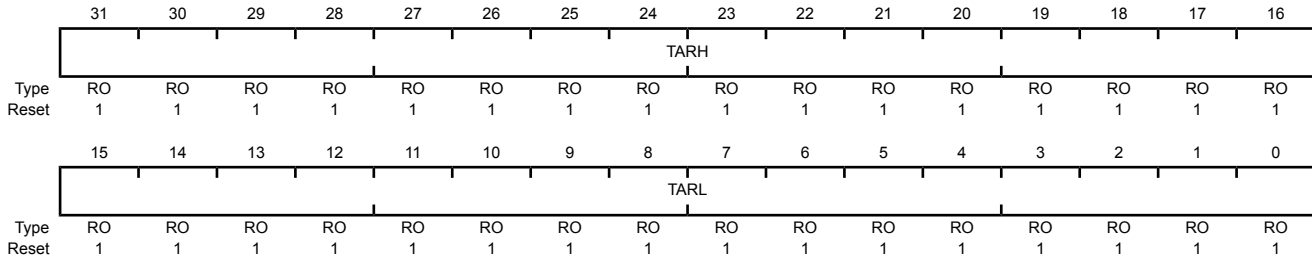 31 30 29 28 27 26 25 24 23 22 21 20 19 18 17 16
TARH
Type RO RO RO RO RO RO RO RO RO RO RO RO RO RO RO RO
Reset 1 1 1 1 1 1 1 1 1 1 1 1 1 1 1 1
15 14 13 12 11 10 9 8 7 6 5 4 3 2 1 0
TARL
Type RO RO RO RO RO RO RO RO RO RO RO RO RO RO RO RO
Reset 1 1 1 1 1 1 1 1 1 1 1 1 1 1 1 1